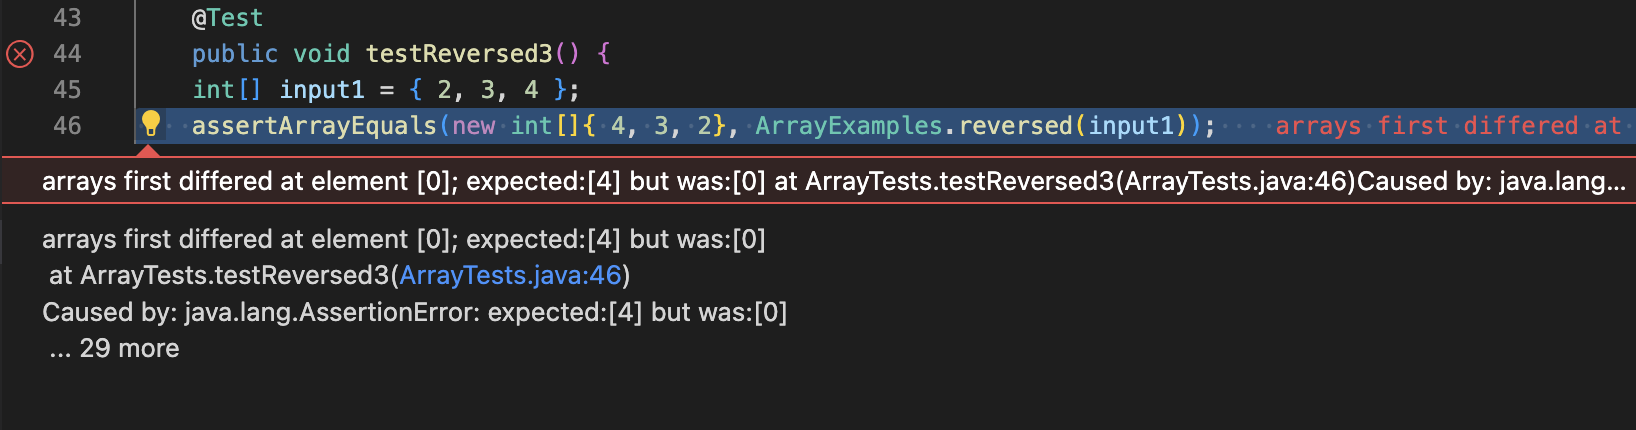 43 @Test
44 public void testReversed3() {
45 int[] input1 = { 2, 3, 4 };
46 assertArrayEquals(new int[]{ 4, 3, 2}, ArrayExamples.reversed(input1)); arrays first differed at
arrays first differed at element [0]; expected:[4] but was:[0] at ArrayTests.testReversed3(ArrayTests.java:46)Caused by: java.lang...
arrays first differed at element [0]; expected:[4] but was:[0]
at ArrayTests.testReversed3(ArrayTests.java:46)
Caused by: java.lang.AssertionError: expected:[4] but was:[0]
... 29 more